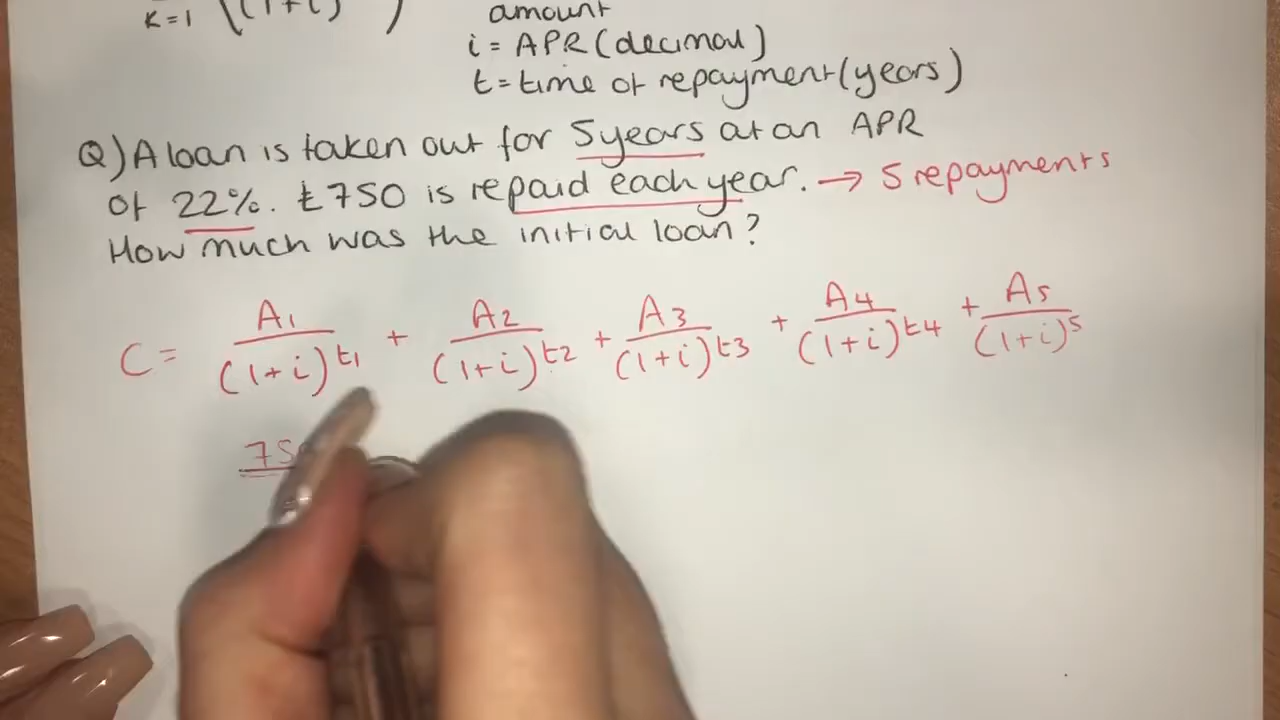 K=1 (1+i)
amount
i = APR (decimal)
t = time of repayment (years)
Q) A loan is taken out for 5 years at an APR
of 22%. £750 is repaid each year. → 5 repayments
How much was the initial loan?
C = A1/(1+i)^t1 + A2/(1+i)^t2 + A3/(1+i)^t3 + A4/(1+i)^t4 + A5/(1+i)^5
75